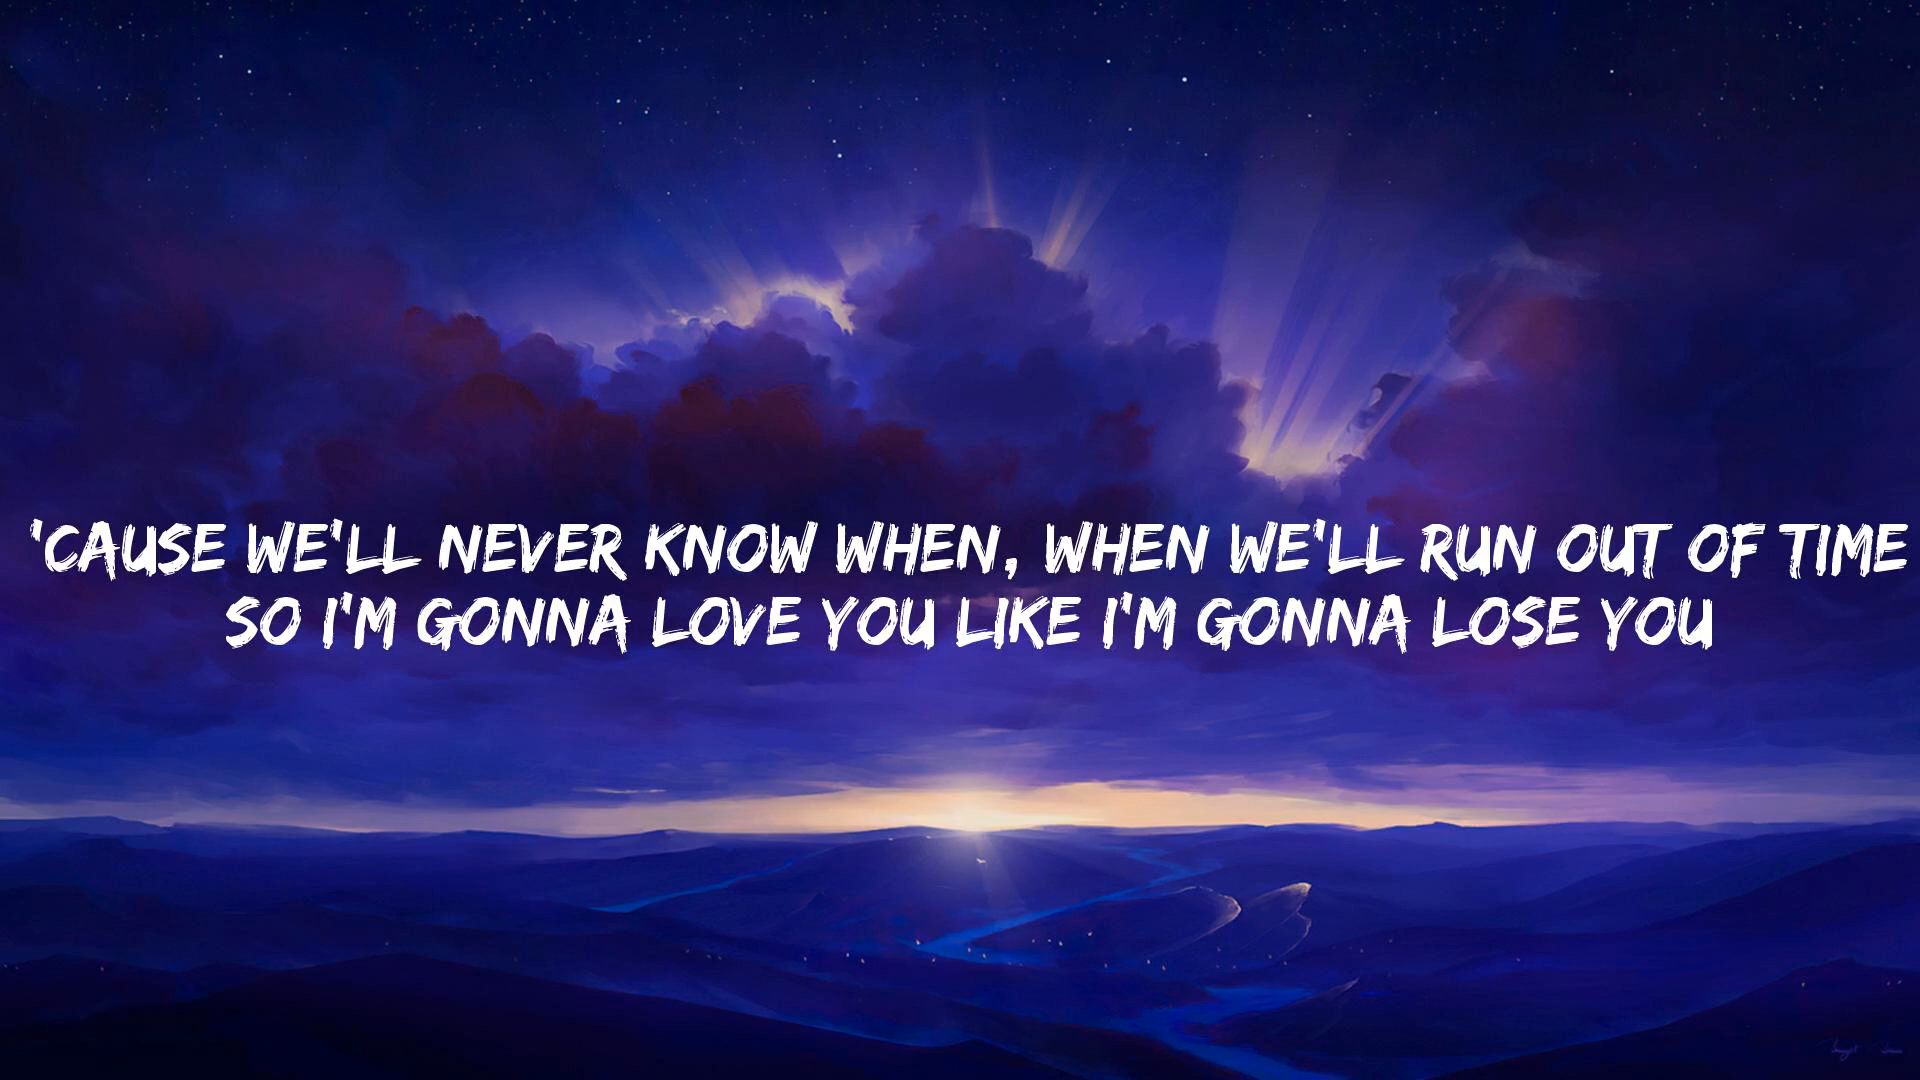 'CAUSE WE'LL NEVER KNOW WHEN, WHEN WE'LL RUN OUT OF TIME
SO I'M GONNA LOVE YOU LIKE I'M GONNA LOSE YOU